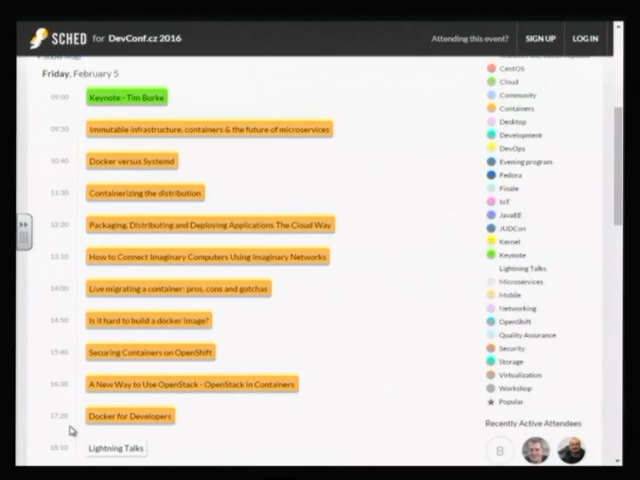 SCHED for DevConf.cz 2016
Attending this event? SIGN UP LOG IN
Show Map
Friday, February 5
09:00 Keynote - Tim Burke
09:50 Immutable infrastructure, containers & the future of microservices
10:40 Docker versus Systemd
11:30 Containerizing the distribution
12:20 Packaging, Distributing and Deploying Applications The Cloud Way
13:10 How to Connect Imaginary Computers Using Imaginary Networks
14:00 Live migrating a container: pros, cons and gotchas
14:50 Is it hard to build a docker image?
15:40 Securing Containers on OpenShift
16:30 A New Way to Use OpenStack - OpenStack in Containers
17:20 Docker for Developers
18:10 Lightning Talks
CentOS
Cloud
Community
Containers
Desktop
Development
DevOps
Evening program
Fedora
Finale
IoT
JavaEE
JUDCon
Kernel
Keynote
Lightning Talks
Microservices
Mobile
Networking
OpenShift
Quality Assurance
Security
Storage
Virtualization
Workshop
Popular
Recently Active Attendees
B